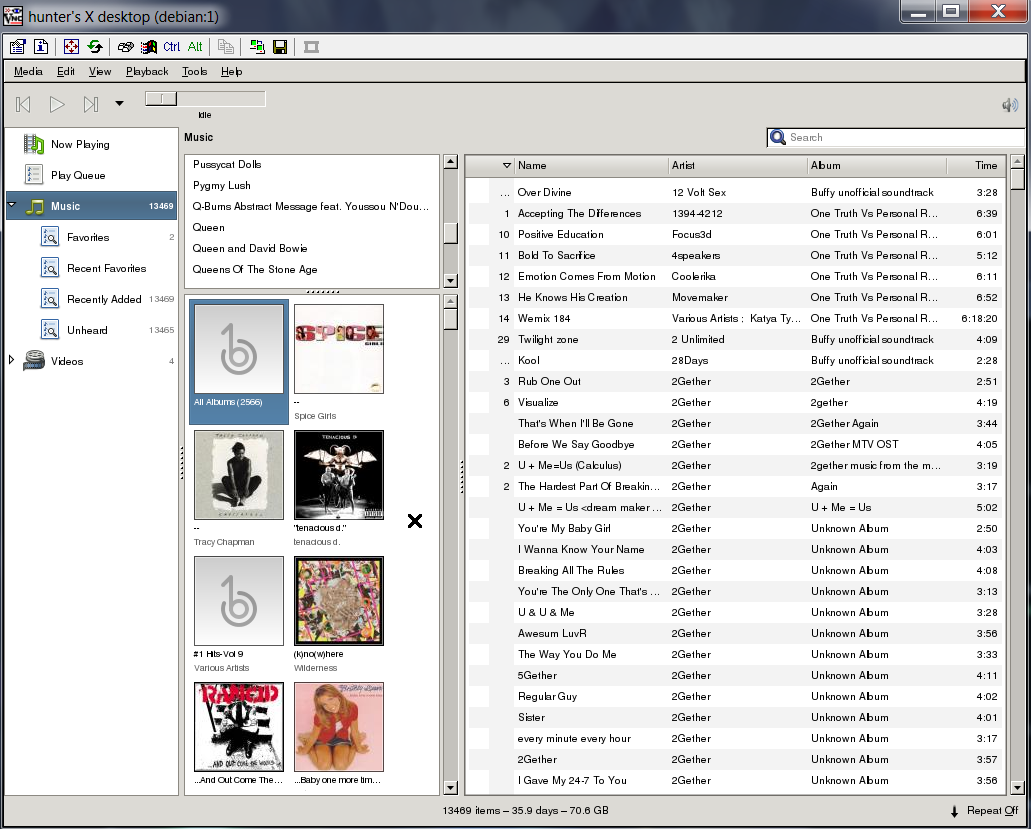 hunter's X desktop (debian:1)
Ctrl Alt
Media Edit View Playback Tools Help
Idle
Now Playing
Play Queue
Music 13469
Favorites 2
Recent Favorites
Recently Added 13469
Unheard 13465
Videos 4
Music
Search
Pussycat Dolls
Pygmy Lush
Q-Burns Abstract Message feat. Youssou N'Dou...
Queen
Queen and David Bowie
Queens Of The Stone Age
All Albums (2566)
--
Spice Girls
SPICE
GIRLS
TRACY CHAPMAN
--
Tracy Chapman
TENACIOUS D
"tenacious d."
tenacious d.
#1 Hits-Vol 9
Various Artists
(k)no(w)here
Wilderness
RANCID
...AND OUT COME THE WOLVES
...And Out Come The...
...Baby one more tim...
Name Artist Album Time
... Over Divine 12 Volt Sex Buffy unofficial soundtrack 3:28
1 Accepting The Differences 1394-4212 One Truth Vs Personal R... 6:39
10 Positive Education Focus3d One Truth Vs Personal R... 6:01
11 Bold To Sacrifice 4speakers One Truth Vs Personal R... 5:12
12 Emotion Comes From Motion Coolerika One Truth Vs Personal R... 6:11
13 He Knows His Creation Movemaker One Truth Vs Personal R... 6:52
14 Wemix 184 Various Artists : Katya Ty... One Truth Vs Personal R... 6:18:20
29 Twilight zone 2 Unlimited Buffy unofficial soundtrack 4:09
... Kool 28Days Buffy unofficial soundtrack 2:28
3 Rub One Out 2Gether 2Gether 2:51
6 Visualize 2Gether 2gether 4:19
That's When I'll Be Gone 2Gether 2Gether Again 3:44
Before We Say Goodbye 2Gether 2Gether MTV OST 4:05
2 U + Me=Us (Calculus) 2Gether 2gether music from the m... 3:19
2 The Hardest Part Of Breakin... 2Gether Again 3:17
U + Me = Us <dream maker ... 2Gether U + Me = Us 5:02
You're My Baby Girl 2Gether Unknown Album 2:50
I Wanna Know Your Name 2Gether Unknown Album 4:03
Breaking All The Rules 2Gether Unknown Album 4:08
You're The Only One That's ... 2Gether Unknown Album 3:13
U & U & Me 2Gether Unknown Album 3:28
Awesum LuvR 2Gether Unknown Album 3:56
The Way You Do Me 2Gether Unknown Album 3:33
5Gether 2Gether Unknown Album 4:11
Regular Guy 2Gether Unknown Album 4:02
Sister 2Gether Unknown Album 4:01
every minute every hour 2Gether Unknown Album 3:17
2Gether 2Gether Unknown Album 3:57
I Gave My 24-7 To You 2Gether Unknown Album 3:56
13469 items – 35.9 days – 70.6 GB
Repeat Off